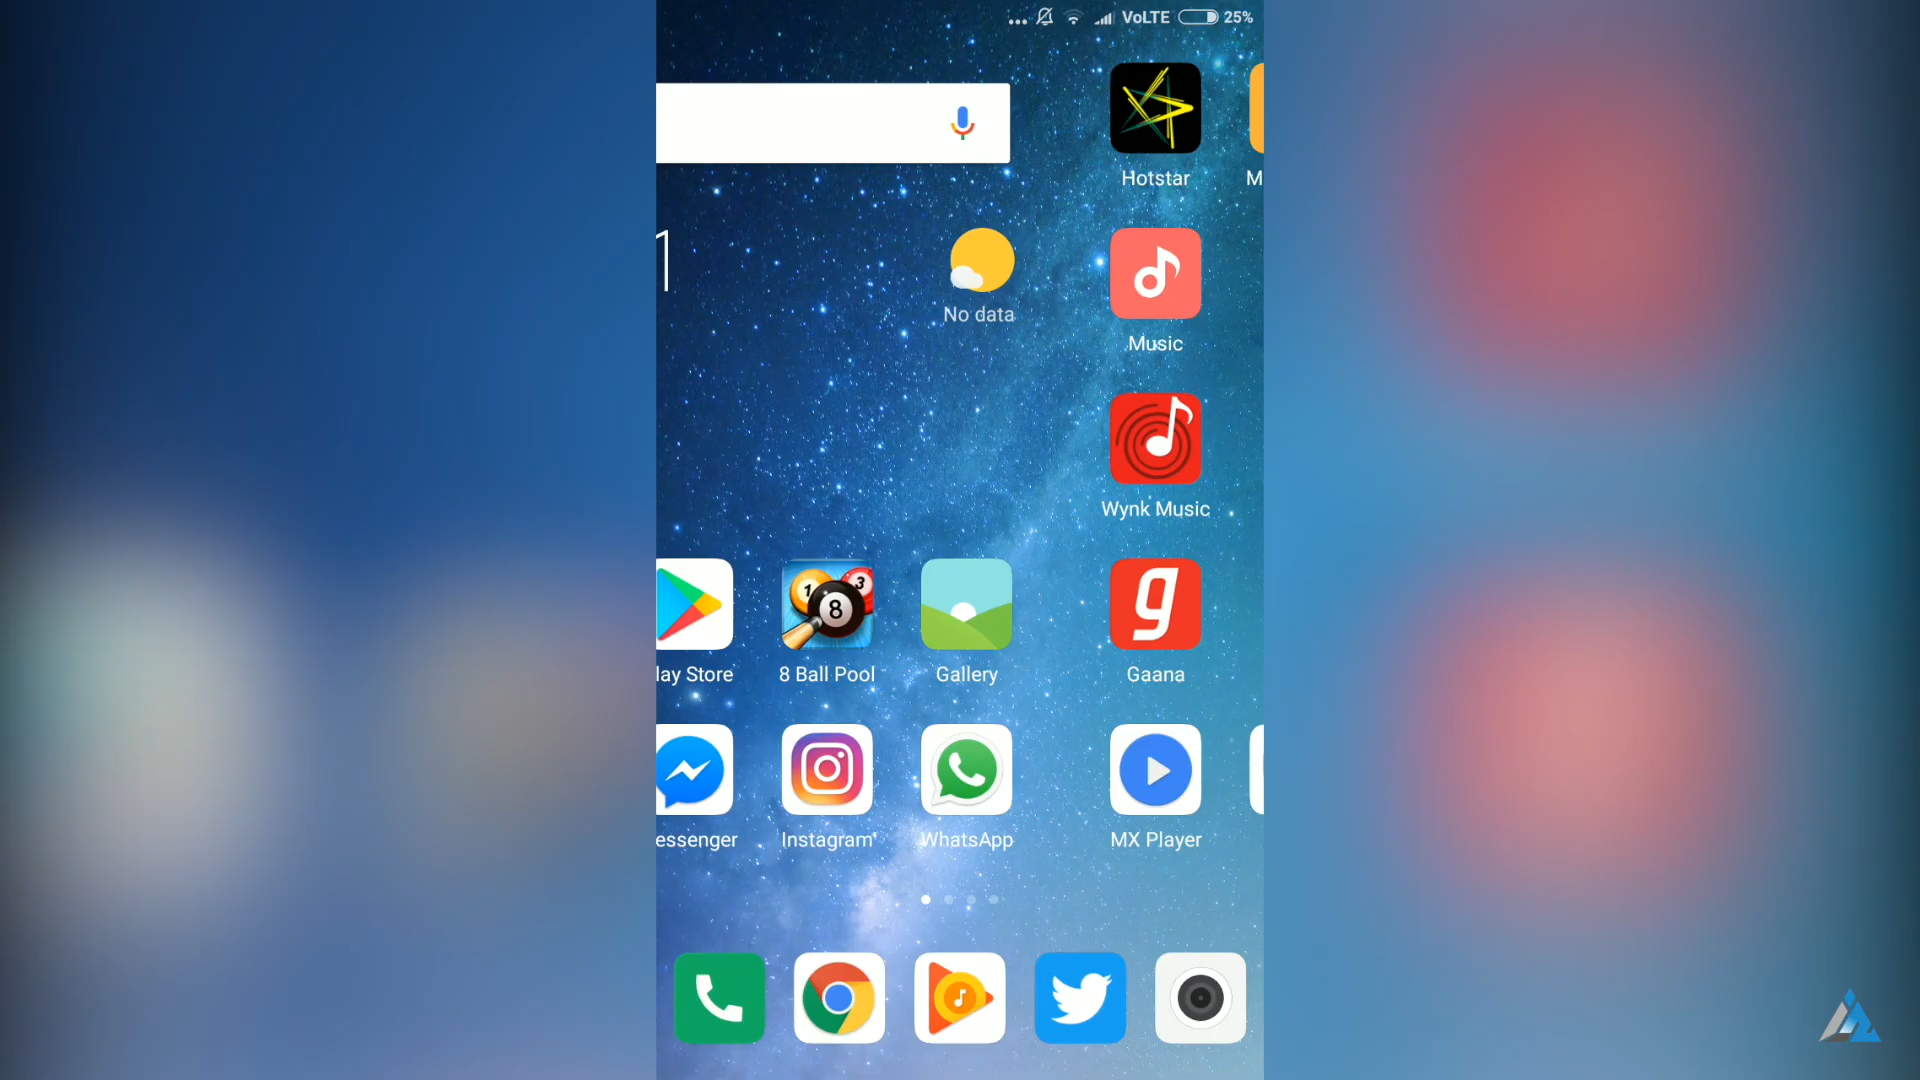 VoLTE 25%
Hotstar M
1
No data
Music
Wynk Music
lay Store 8 Ball Pool Gallery Gaana
essenger Instagram WhatsApp MX Player